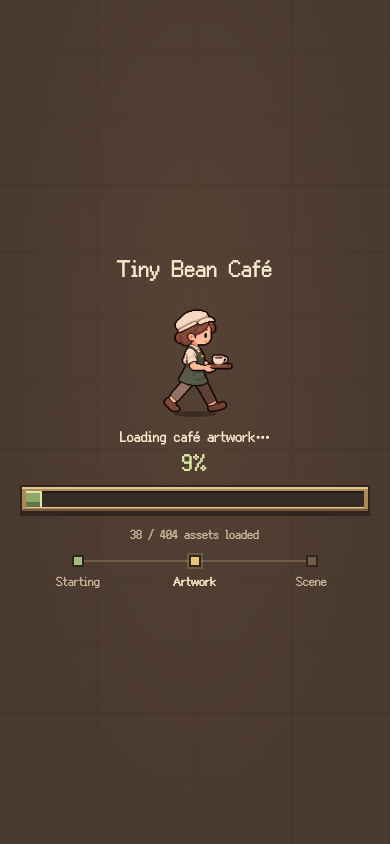 Tiny Bean Café
Loading café artwork···
9%
38 / 404 assets loaded
Starting Artwork Scene